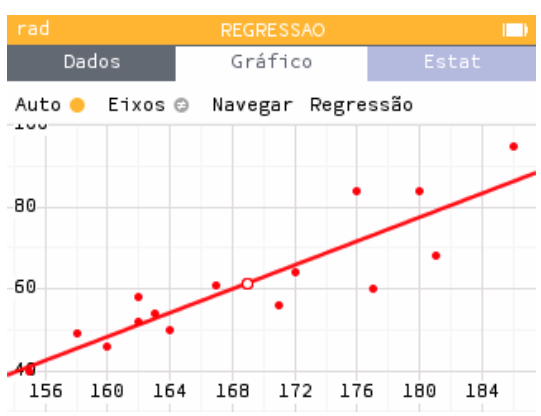 rad REGRESSAO
Dados Gráfico Estat
Auto Eixos Navegar Regressão
100
80
60
40
156 160 164 168 172 176 180 184